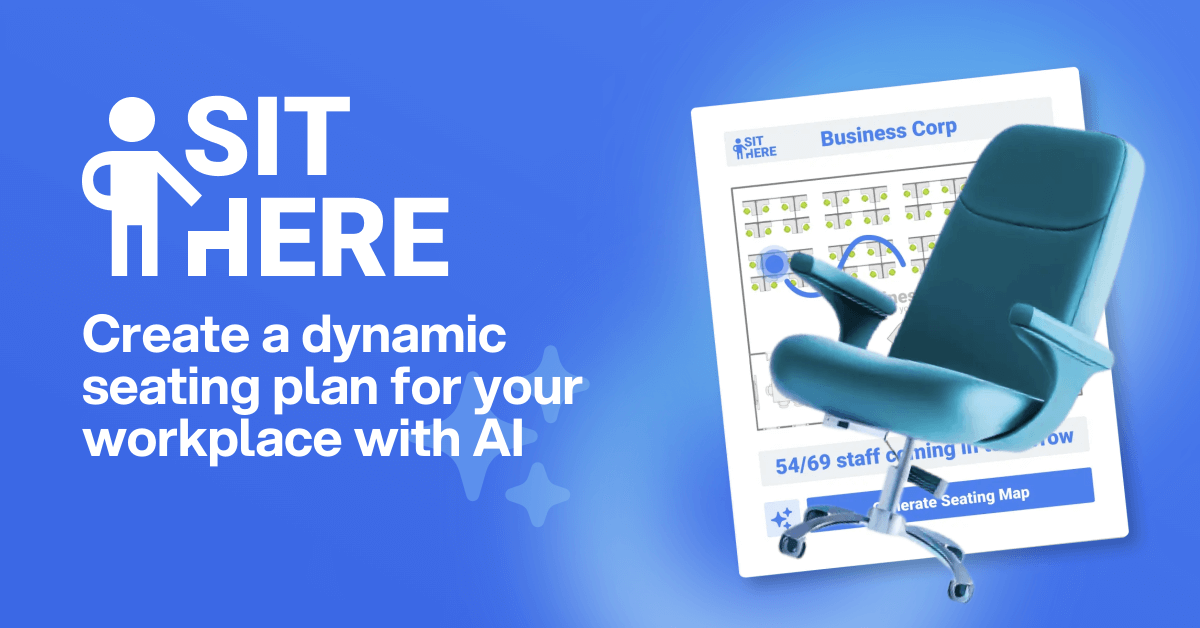 SIT
HERE
Create a dynamic
seating plan for your
workplace with AI
SIT
HERE
Business Corp
54/69 staff coming in
Seating Map